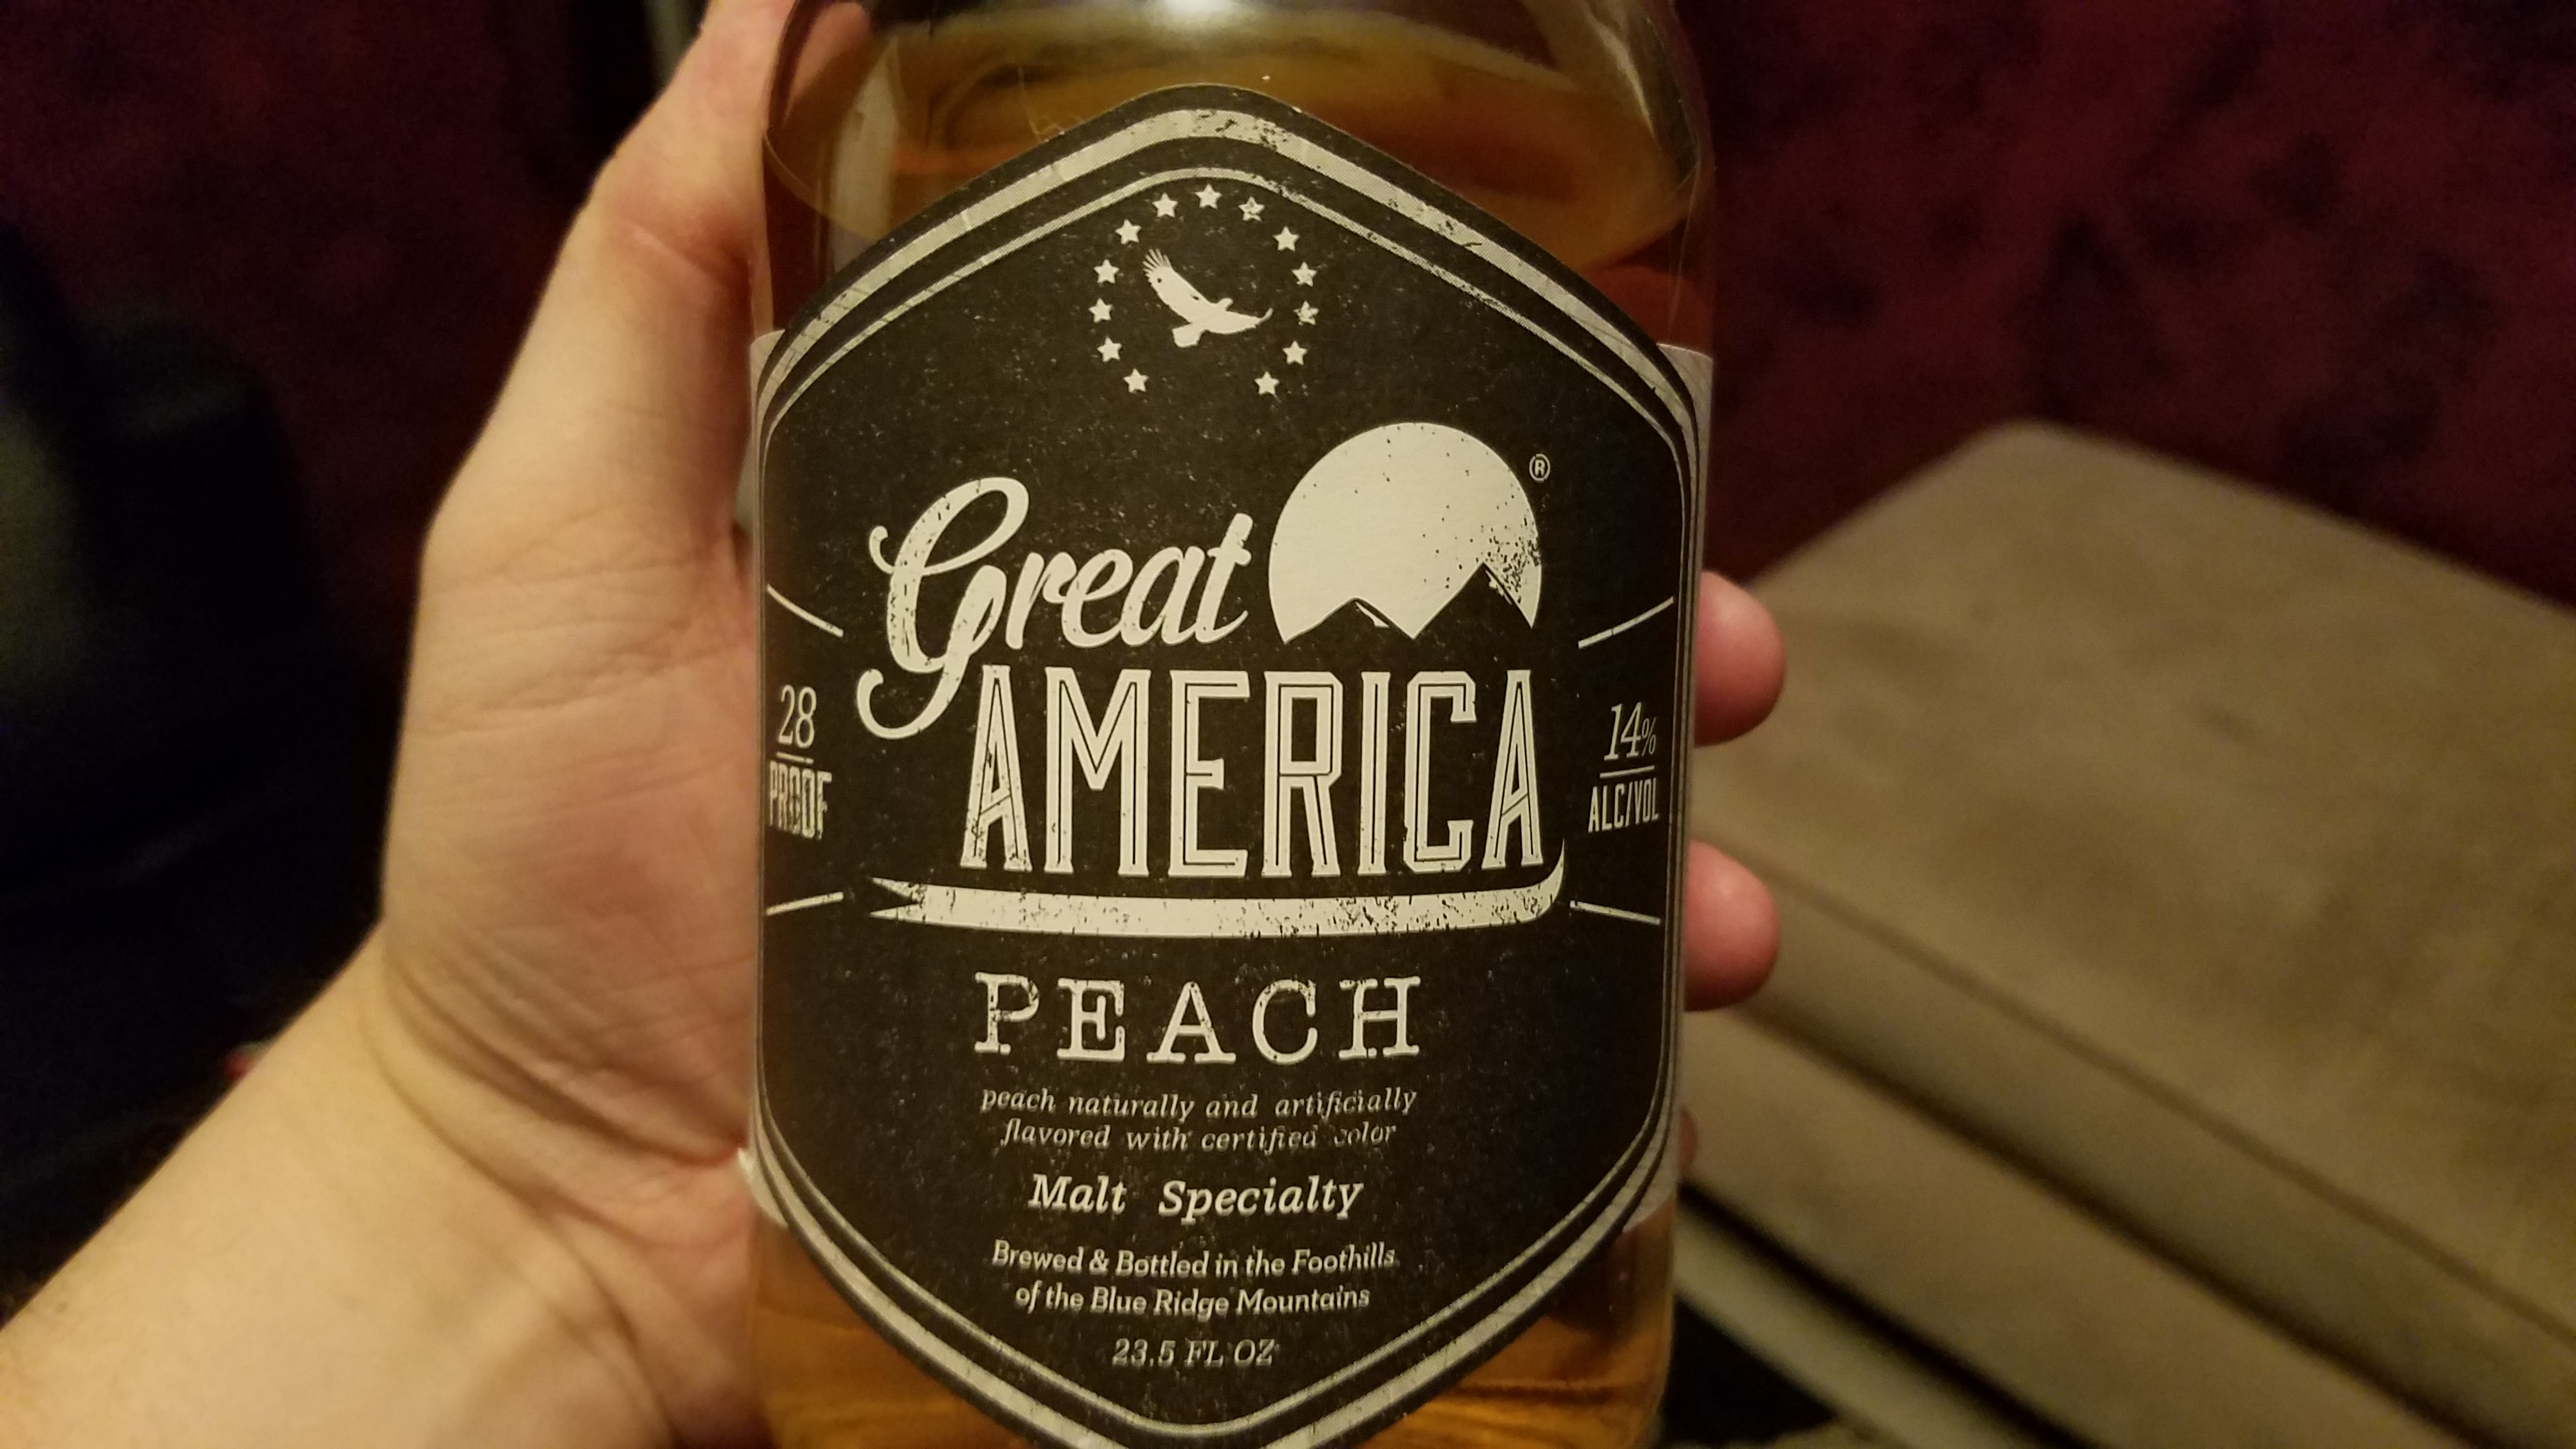 Great
®
AMERICA
28
PROOF
14%
ALC/VOL
PEACH
peach naturally and artificially
flavored with certified color
Malt Specialty
Brewed & Bottled in the Foothills
of the Blue Ridge Mountains
23.5 FL OZ